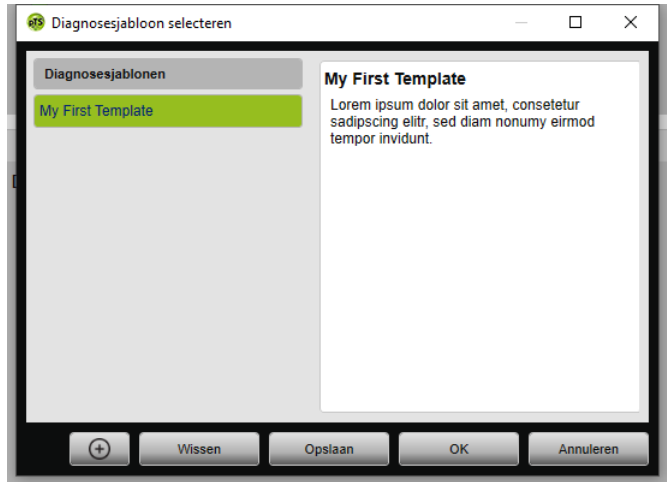 pTS Diagnosesjabloon selecteren
Diagnosesjablonen
My First Template
My First Template
Lorem ipsum dolor sit amet, consetetur
sadipscing elitr, sed diam nonumy eirmod
tempor invidunt.
Wissen
Opslaan
OK
Annuleren